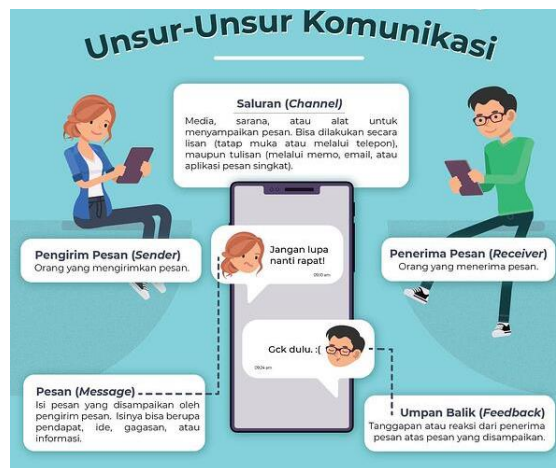 Unsur-Unsur Komunikasi
Saluran (Channel)
Media, sarana, atau alat untuk
menyampaikan pesan. Bisa dilakukan secara
lisan (tatap muka atau melalui telepon),
maupun tulisan (melalui memo, email, atau
aplikasi pesan singkat).
Pengirim Pesan (Sender)
Orang yang mengirimkan pesan.
Jangan lupa
nanti rapat!
Penerima Pesan (Receiver)
Orang yang menerima pesan.
Gck dulu. :(
Pesan (Message)
Isi pesan yang disampaikan oleh
pengirim pesan. Isinya bisa berupa
pendapat, ide, gagasan, atau
informasi.
Umpan Balik (Feedback)
Tanggapan atau reaksi dari penerima
pesan atas pesan yang disampaikan.